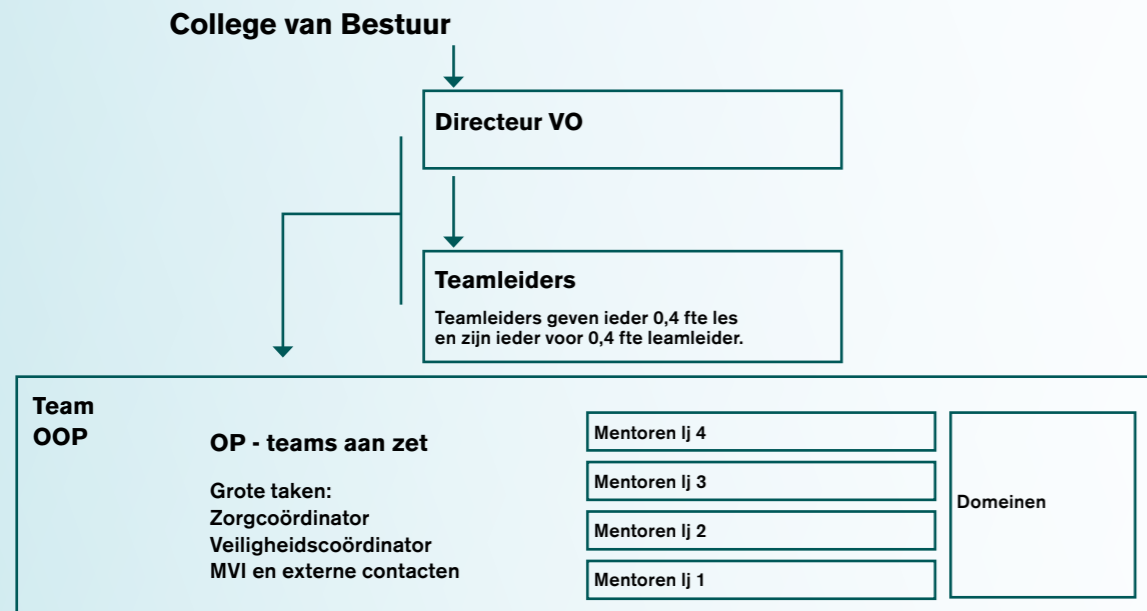 College van Bestuur
Directeur VO
Teamleiders
Teamleiders geven ieder 0,4 fte les
en zijn ieder voor 0,4 fte leamleider.
Team
OOP
OP - teams aan zet
Grote taken:
Zorgcoördinator
Veiligheidscoördinator
MVI en externe contacten
Mentoren lj 4
Mentoren lj 3
Mentoren lj 2
Mentoren lj 1
Domeinen